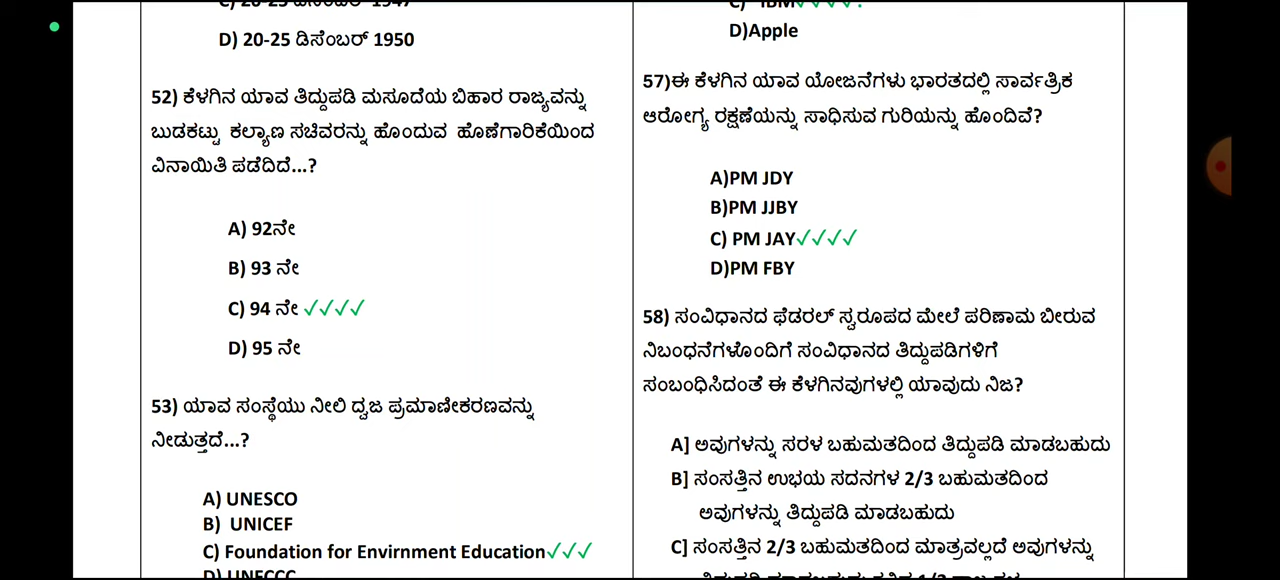 D) 20-25 ಡಿಸೆಂಬರ್ 1950
52) ಕೆಳಗಿನ ಯಾವ ತಿದ್ದುಪಡಿ ಮಸೂದೆಯ ಬಿಹಾರ ರಾಜ್ಯವನ್ನು
ಬುಡಕಟ್ಟು ಕಲ್ಯಾಣ ಸಚಿವರನ್ನು ಹೊಂದುವ ಹೊಣೆಗಾರಿಕೆಯಿಂದ
ವಿನಾಯಿತಿ ಪಡೆದಿದೆ...?
A) 92ನೇ
B) 93 ನೇ
C) 94 ನೇ ✓✓✓✓
D) 95 ನೇ
53) ಯಾವ ಸಂಸ್ಥೆಯು ನೀಲಿ ದ್ವಜ ಪ್ರಮಾಣೀಕರಣವನ್ನು
ನೀಡುತ್ತದೆ...?
A) UNESCO
B) UNICEF
C) Foundation for Envirnment Education✓✓✓
D) UNFCCC
C) IBM✓✓✓✓.
D)Apple
57)ಈ ಕೆಳಗಿನ ಯಾವ ಯೋಜನೆಗಳು ಭಾರತದಲ್ಲಿ ಸಾರ್ವತ್ರಿಕ
ಆರೋಗ್ಯ ರಕ್ಷಣೆಯನ್ನು ಸಾಧಿಸುವ ಗುರಿಯನ್ನು ಹೊಂದಿವೆ?
A)PM JDY
B)PM JJBY
C) PM JAY✓✓✓✓
D)PM FBY
58) ಸಂವಿಧಾನದ ಫೆಡರಲ್ ಸ್ವರೂಪದ ಮೇಲೆ ಪರಿಣಾಮ ಬೀರುವ
ನಿಬಂಧನೆಗಳೊಂದಿಗೆ ಸಂವಿಧಾನದ ತಿದ್ದುಪಡಿಗಳಿಗೆ
ಸಂಬಂಧಿಸಿದಂತೆ ಈ ಕೆಳಗಿನವುಗಳಲ್ಲಿ ಯಾವುದು ನಿಜ?
A] ಅವುಗಳನ್ನು ಸರಳ ಬಹುಮತದಿಂದ ತಿದ್ದುಪಡಿ ಮಾಡಬಹುದು
B] ಸಂಸತ್ತಿನ ಉಭಯ ಸದನಗಳ 2/3 ಬಹುಮತದಿಂದ
ಅವುಗಳನ್ನು ತಿದ್ದುಪಡಿ ಮಾಡಬಹುದು
C] ಸಂಸತ್ತಿನ 2/3 ಬಹುಮತದಿಂದ ಮಾತ್ರವಲ್ಲದೆ ಅವುಗಳನ್ನು